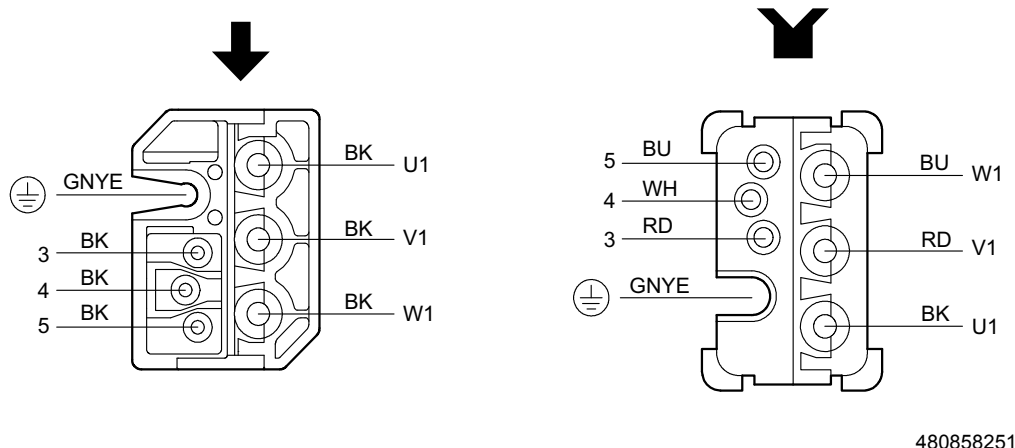 BK U1
GNYE
BK V1
3 BK
4 BK
5 BK
BK W1
5 BU
BU W1
4 WH
3 RD
RD V1
GNYE
BK U1
480858251